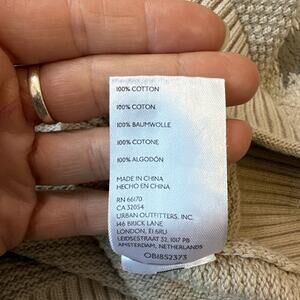 100% COTTON
100% COTON
100% BAUMWOLLE
100% COTONE
100% ALGODÓN
MADE IN CHINA
HECHO EN CHINA
RN 66170
CA 32054
URBAN OUTFITTERS, INC.
146 BRICK LANE
LONDON, E1 6RU
LEIDSESTRAAT 32, 1017 PB
AMSTERDAM, NETHERLANDS
OB1852373